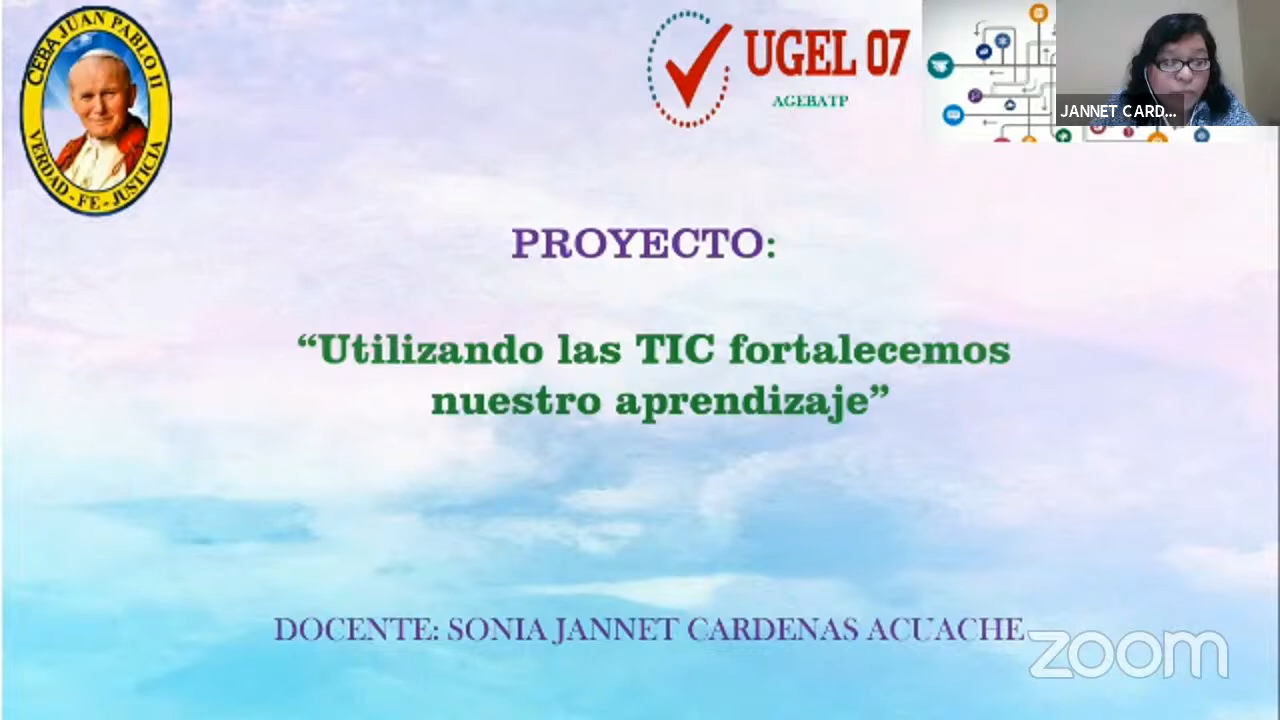 CEBA JUAN PABLO II
VERDAD - FE - JUSTICIA
UGEL 07
AGEBATP
JANNET CARD...
PROYECTO:
“Utilizando las TIC fortalecemos
nuestro aprendizaje”
DOCENTE: SONIA JANNET CARDENAS ACUACHE
zoom